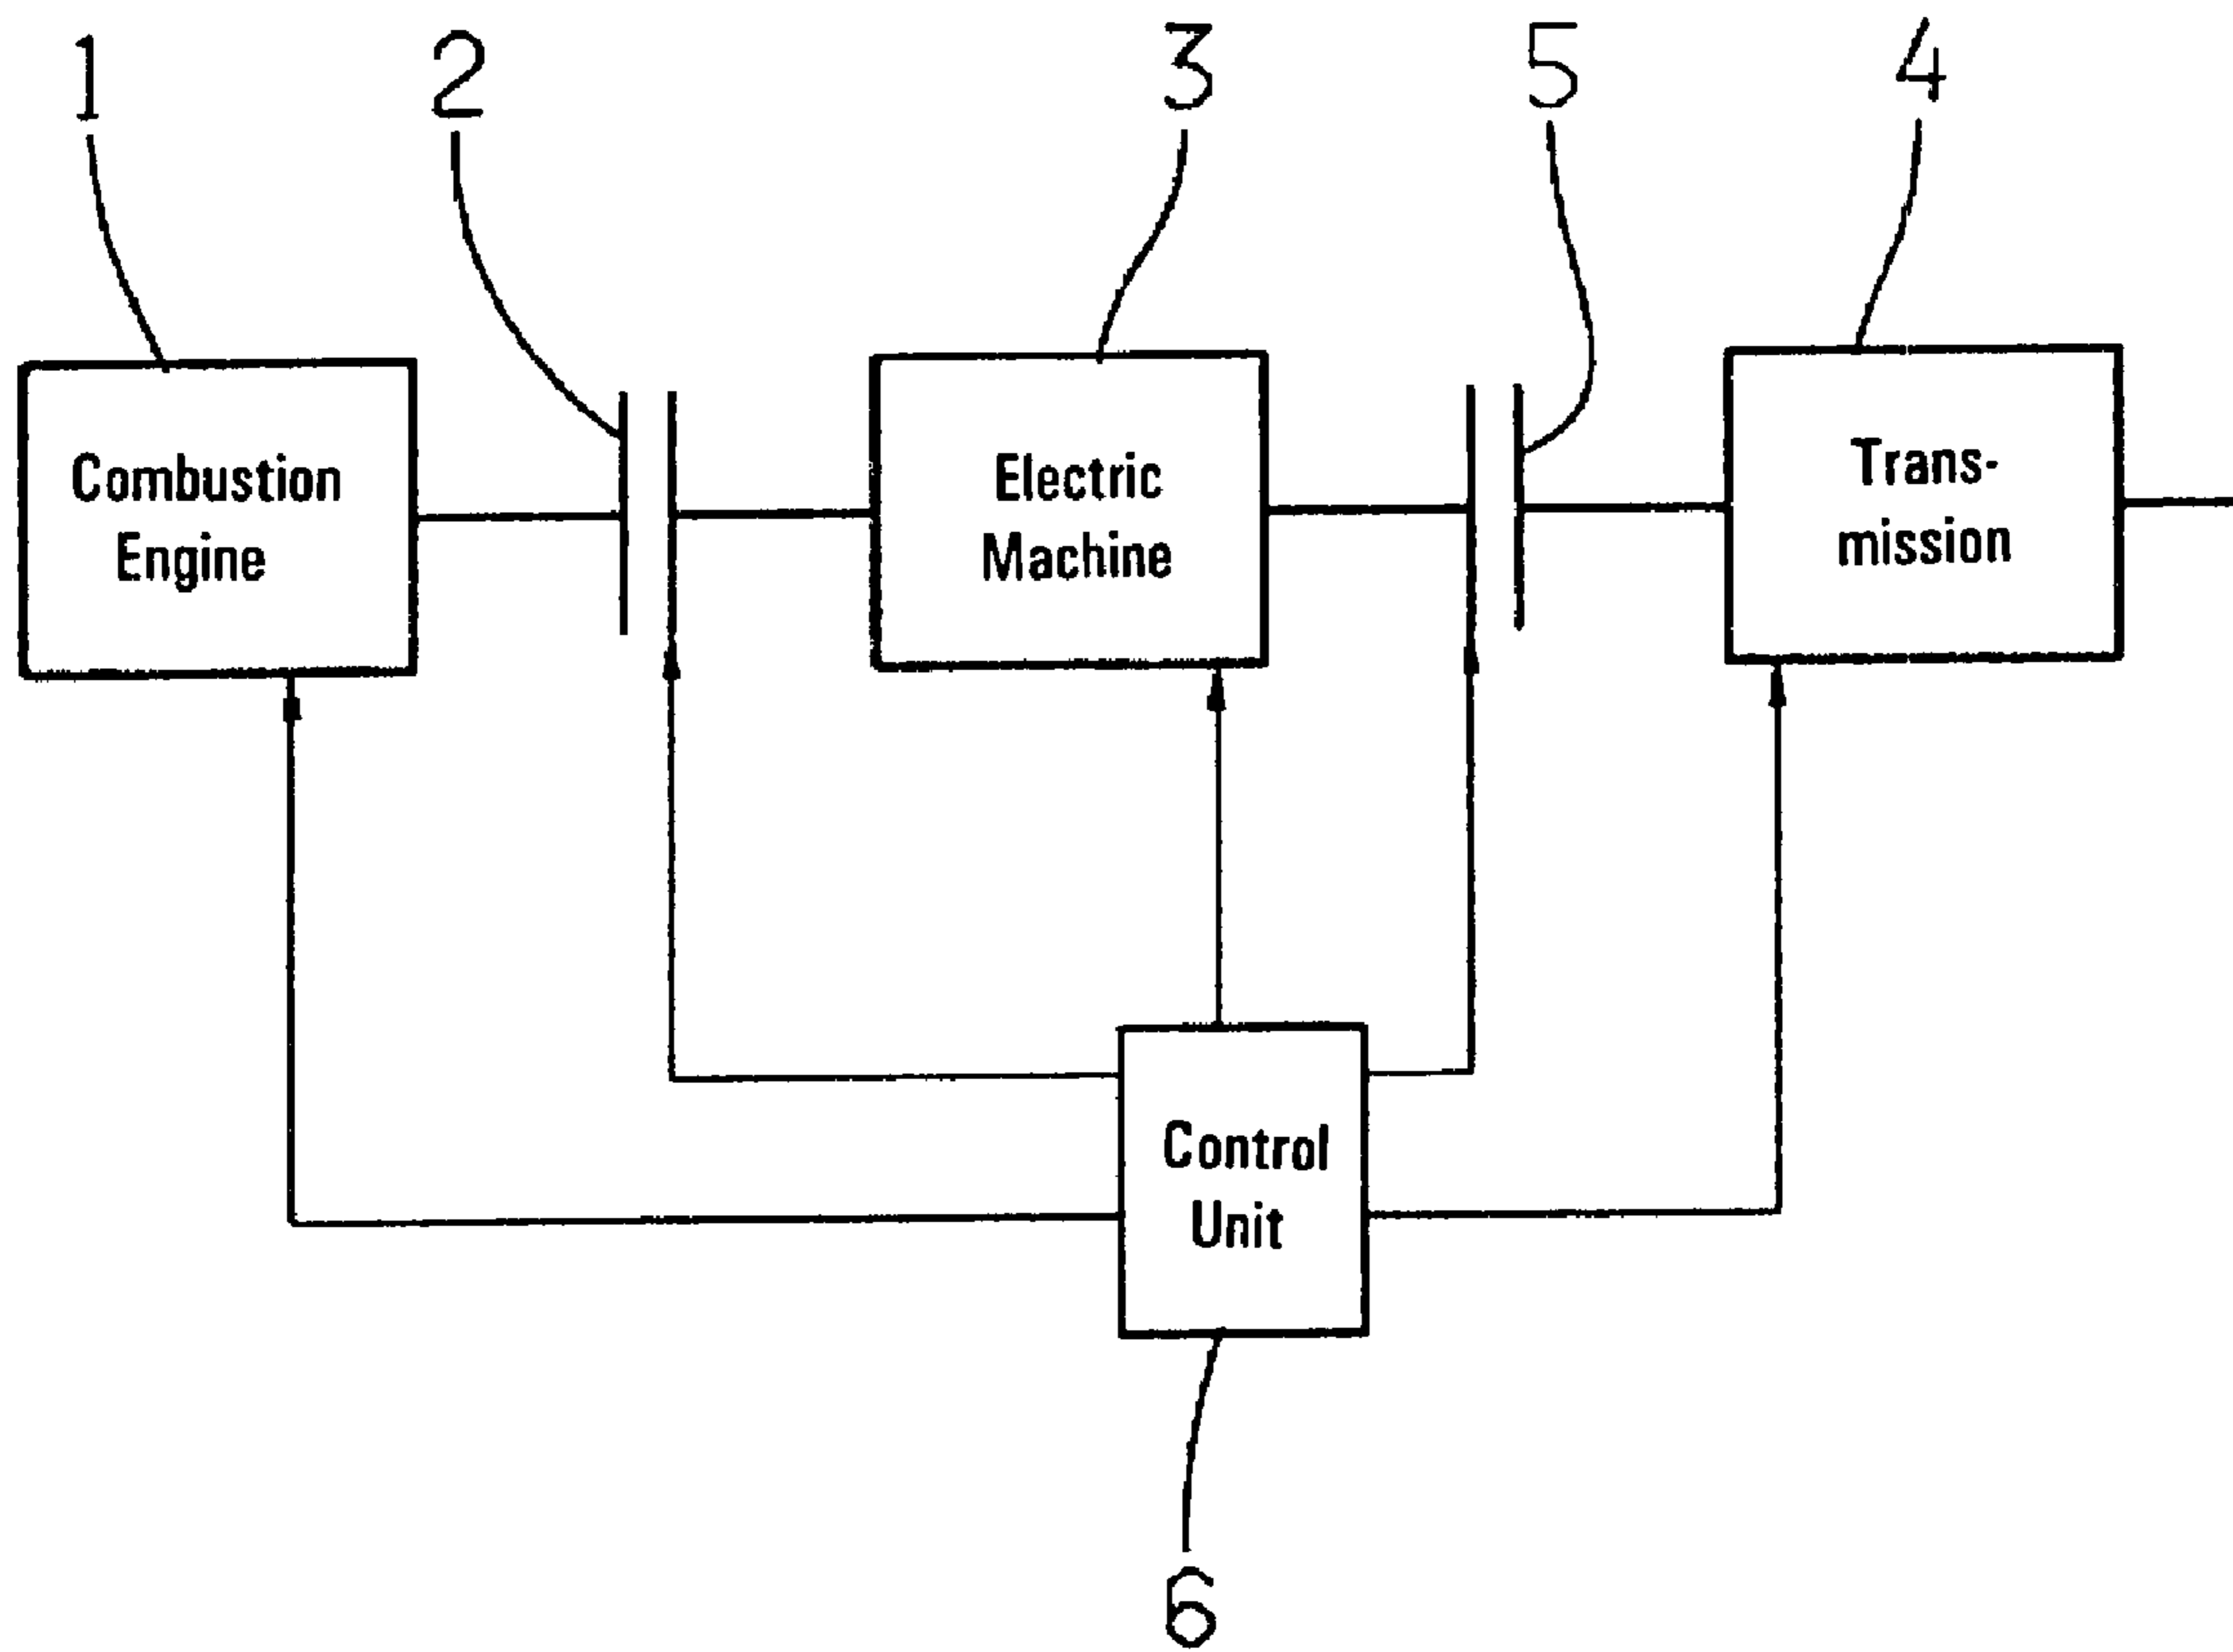 1
2
3
5
4
Combustion
Engine
Electric
Machine
Trans-
mission
Control
Unit
6